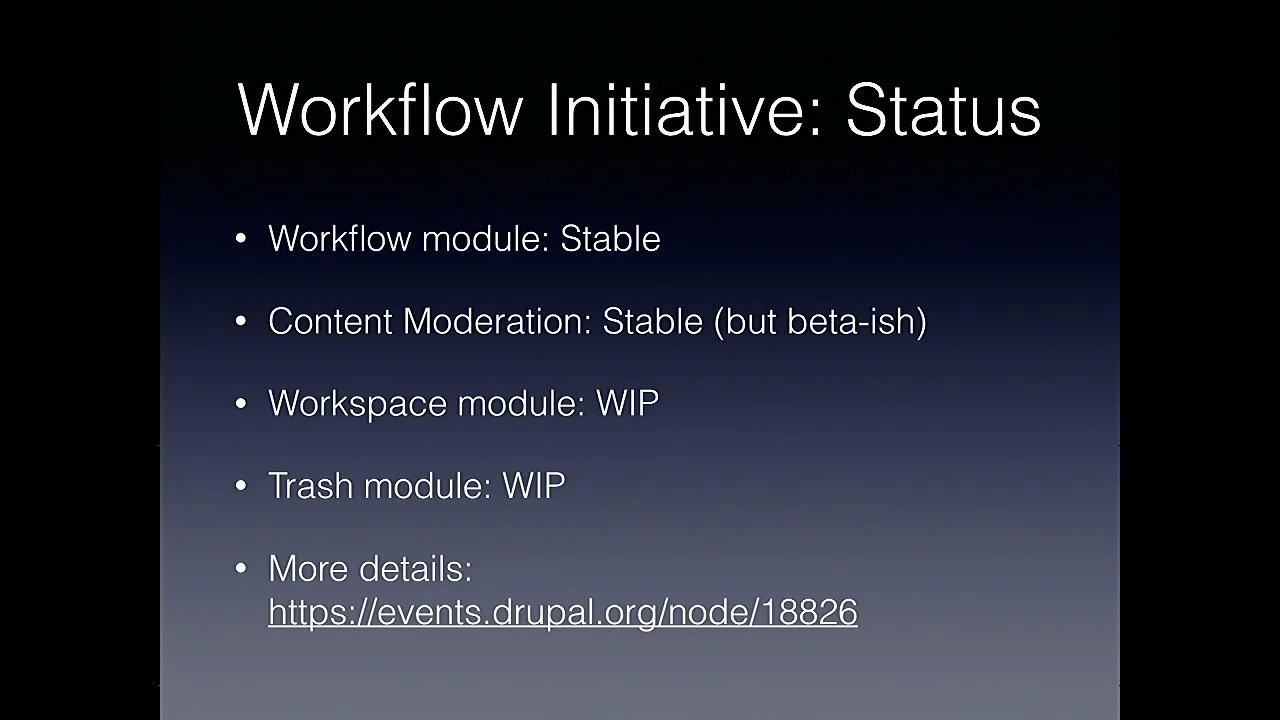 Workflow Initiative: Status
• Workflow module: Stable
• Content Moderation: Stable (but beta-ish)
• Workspace module: WIP
• Trash module: WIP
• More details:
https://events.drupal.org/node/18826